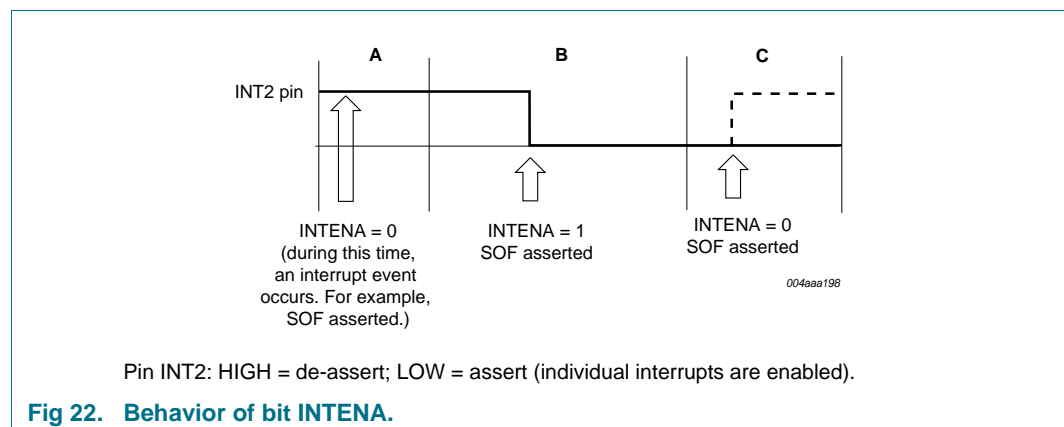 A
B
C
INT2 pin
INTENA = 0
(during this time,
an interrupt event
occurs. For example,
SOF asserted.)
INTENA = 1
SOF asserted
INTENA = 0
SOF asserted
004aaa198
Pin INT2: HIGH = de-assert; LOW = assert (individual interrupts are enabled).
Fig 22. Behavior of bit INTENA.